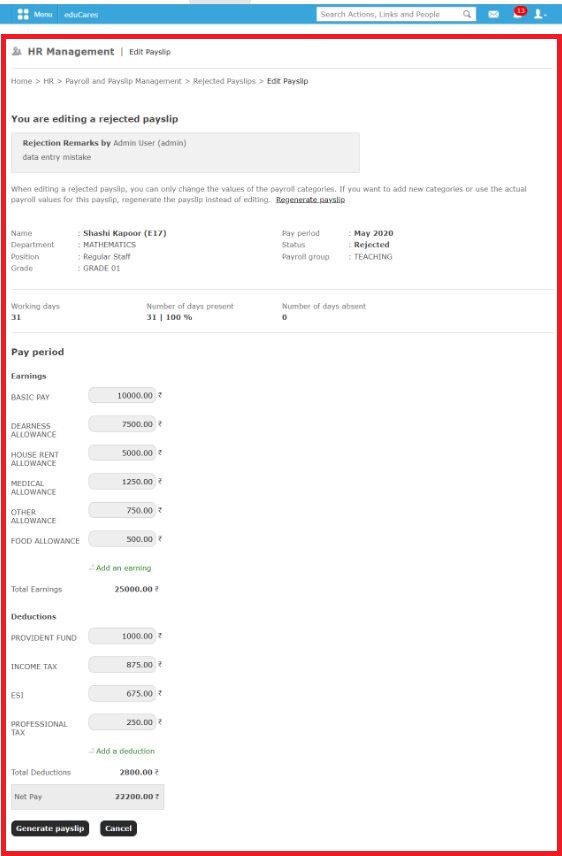 Menu eduCares Search Actions, Links and People 13
HR Management | Edit Payslip
Home > HR > Payroll and Payslip Management > Rejected Payslips > Edit Payslip
You are editing a rejected payslip
Rejection Remarks by Admin User (admin)
data entry mistake
When editing a rejected payslip, you can only change the values of the payroll categories. If you want to add new categories or use the actual
payroll values for this payslip, regenerate the payslip instead of editing. Regenerate payslip
Name : Shashi Kapoor (E17) Pay period : May 2020
Department : MATHEMATICS Status : Rejected
Position : Regular Staff Payroll group : TEACHING
Grade : GRADE 01
Working days Number of days present Number of days absent
31 31 | 100 % 0
Pay period
Earnings
BASIC PAY 10000.00 ₹
DEARNESS ALLOWANCE 7500.00 ₹
HOUSE RENT ALLOWANCE 5000.00 ₹
MEDICAL ALLOWANCE 1250.00 ₹
OTHER ALLOWANCE 750.00 ₹
FOOD ALLOWANCE 500.00 ₹
Add an earning
Total Earnings 25000.00 ₹
Deductions
PROVIDENT FUND 1000.00 ₹
INCOME TAX 875.00 ₹
ESI 675.00 ₹
PROFESSIONAL TAX 250.00 ₹
Add a deduction
Total Deductions 2800.00 ₹
Net Pay 22200.00 ₹
Generate payslip Cancel